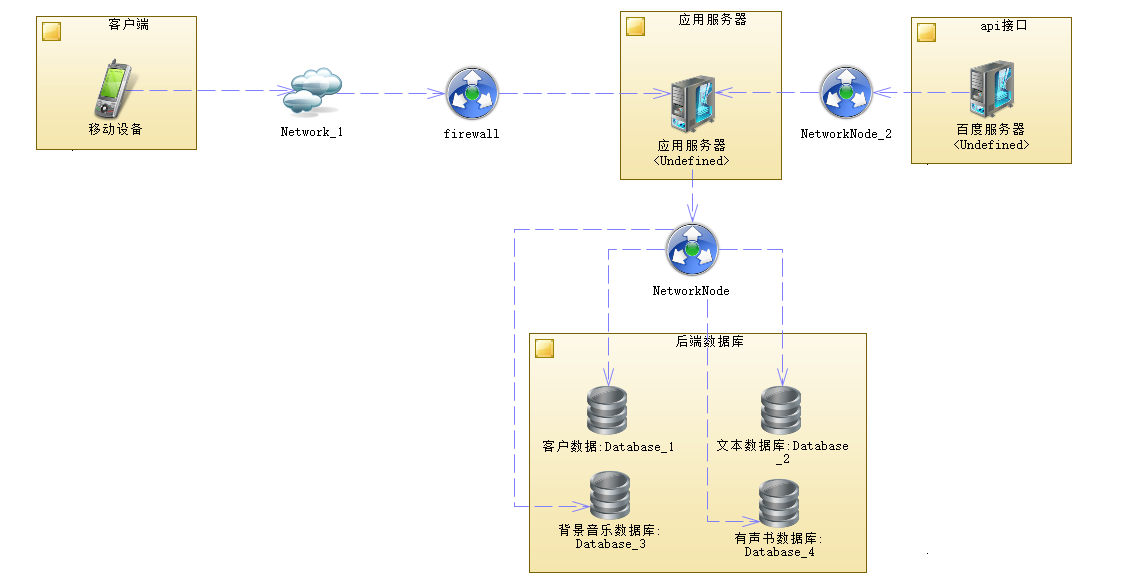 客户端
移动设备
Network_1
firewall
应用服务器
应用服务器
<Undefined>
NetworkNode_2
api接口
百度服务器
<Undefined>
NetworkNode
后端数据库
客户数据:Database_1
文本数据库:Database
_2
背景音乐数据库:
Database_3
有声书数据库:
Database_4